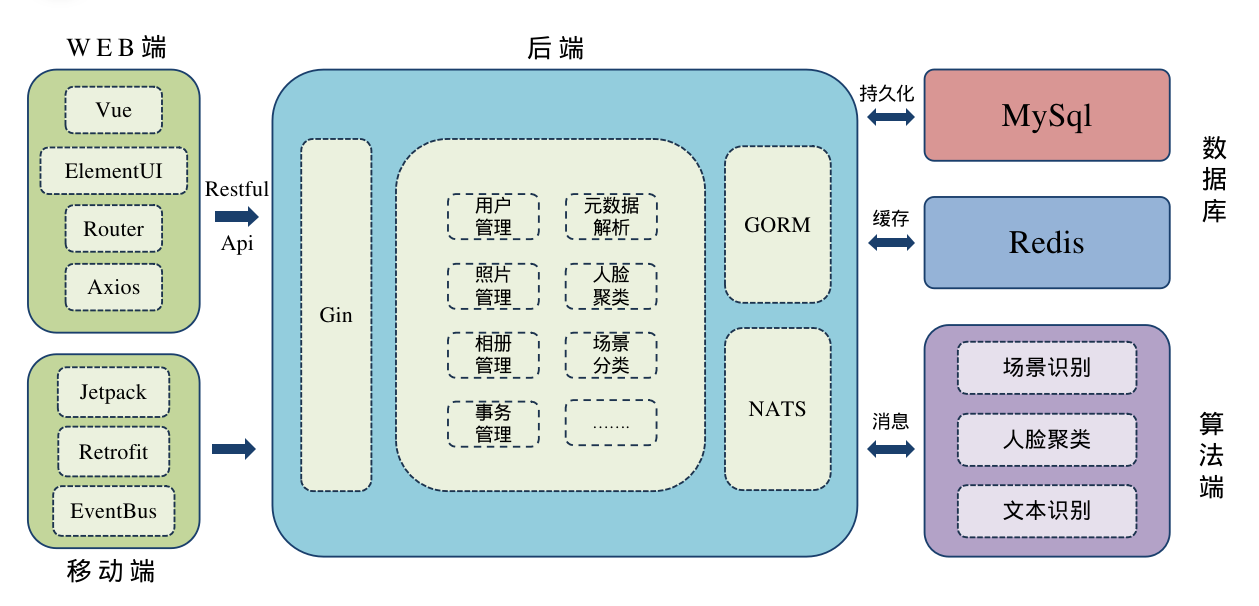 WEB端
Vue
ElementUI
Router
Axios
Jetpack
Retrofit
EventBus
移动端
Restful
Api
后端
Gin
用户
管理
元数据
解析
照片
管理
人脸
聚类
相册
管理
场景
分类
事务
管理
.......
GORM
NATS
持久化
缓存
消息
MySql
Redis
数
据
库
场景识别
人脸聚类
文本识别
算
法
端